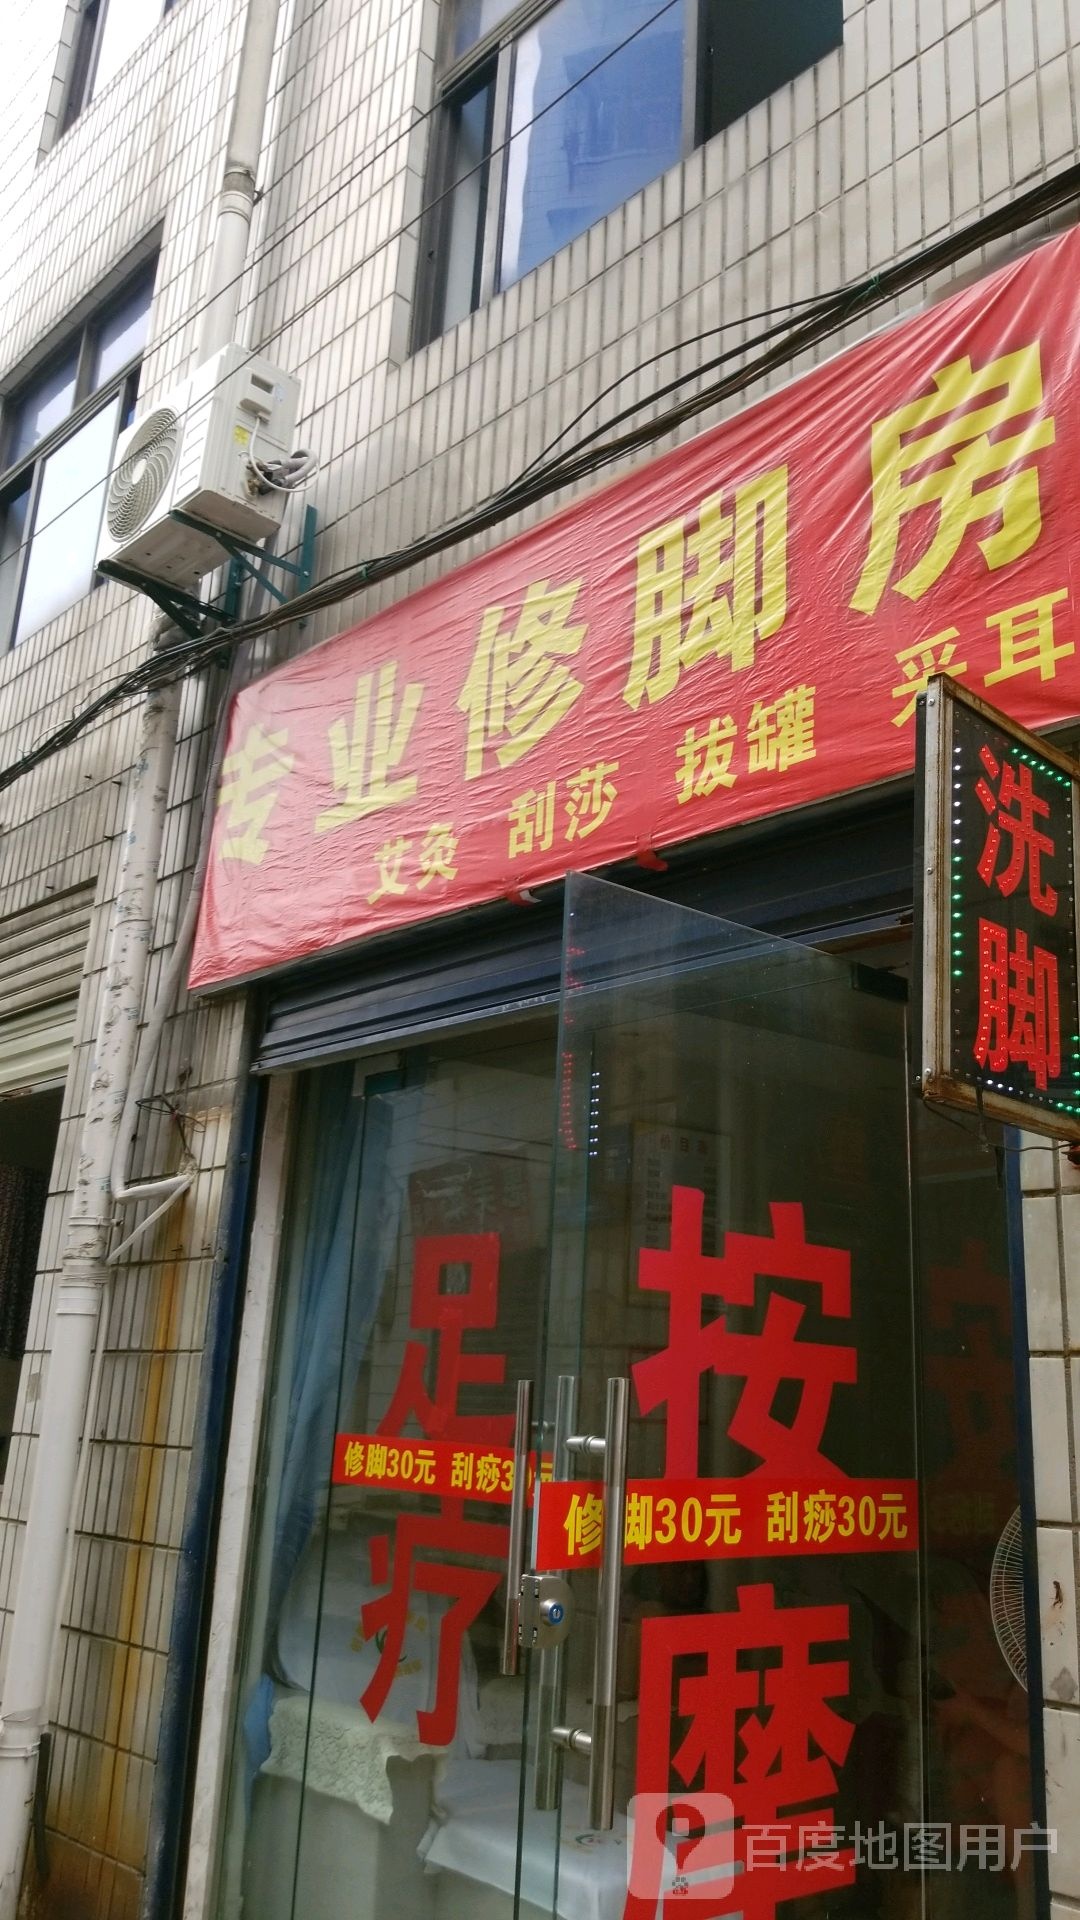 专业修脚房
艾灸 刮莎 拔罐 采耳
洗脚
足疗
按摩
修脚30元 刮痧30元
修脚30元 刮痧30元
百度地图用户